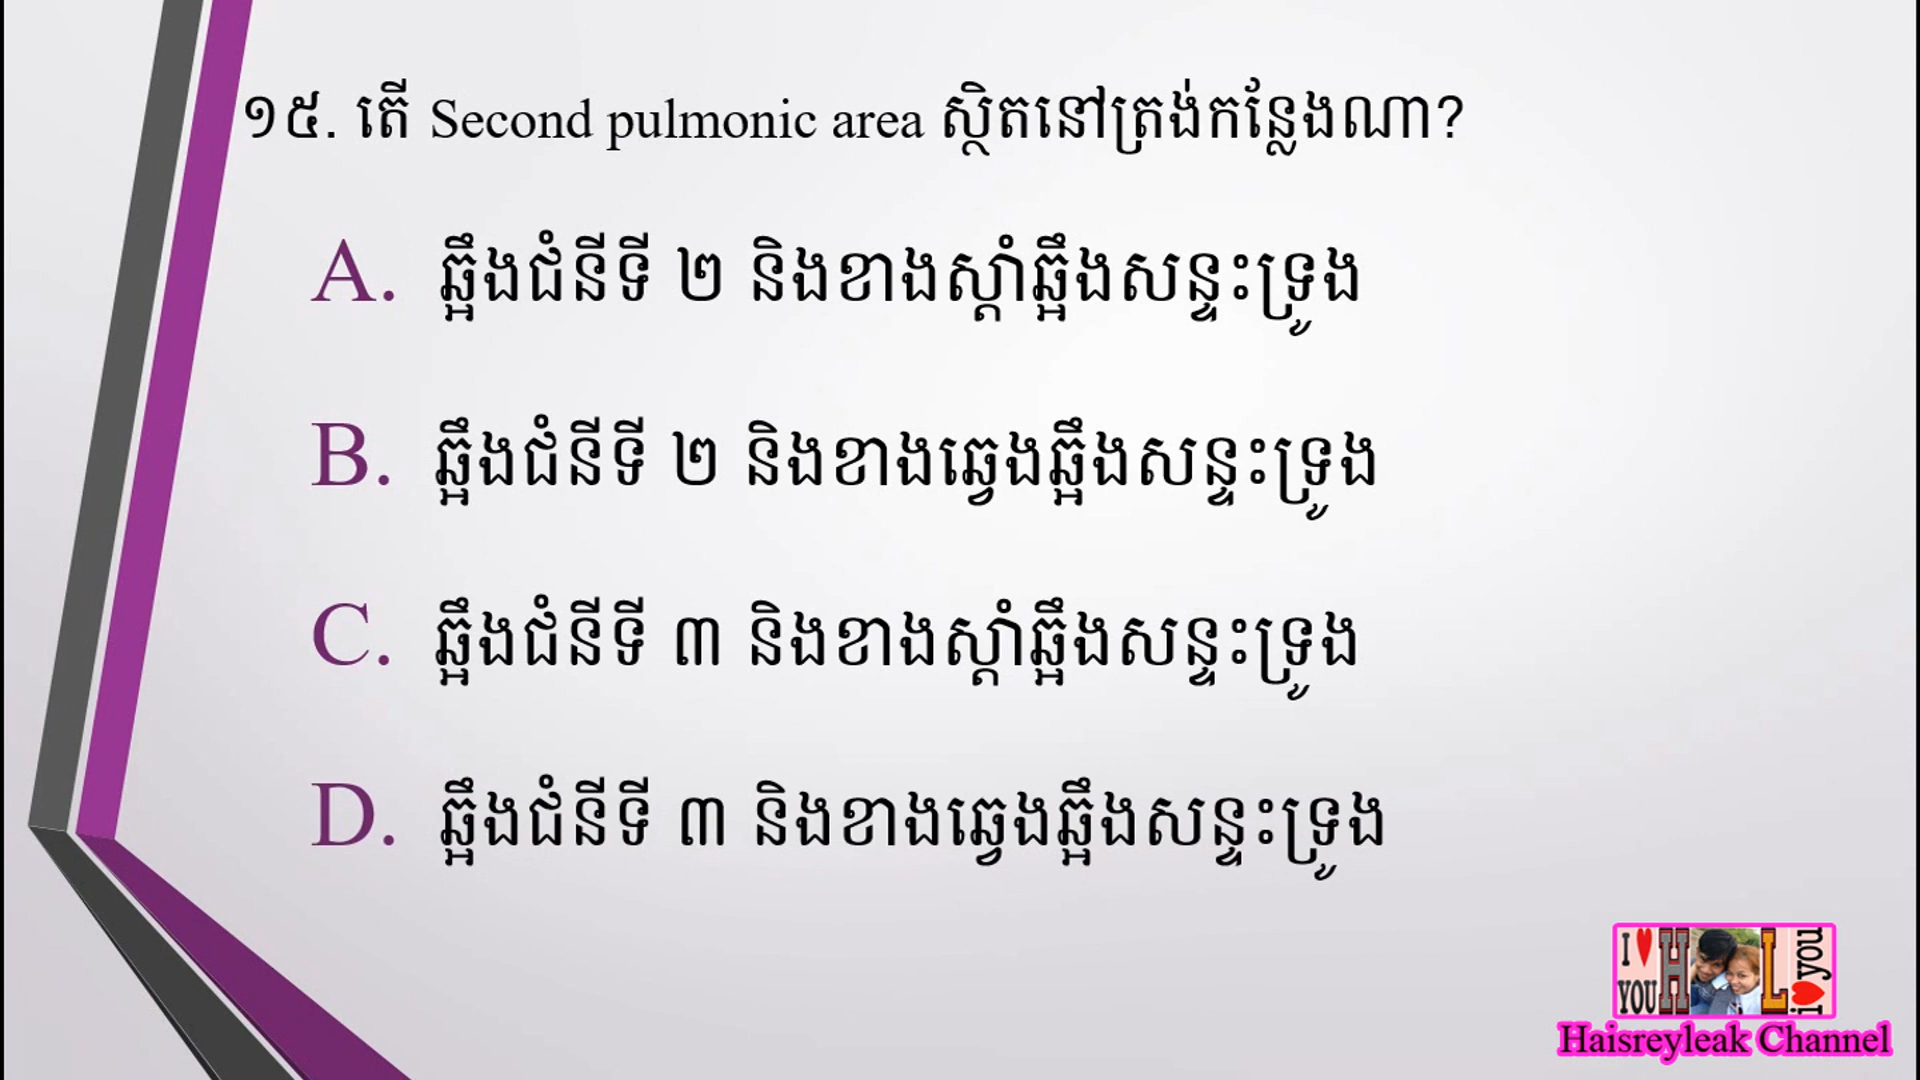 ១៥. តើ Second pulmonic area ស្ថិតនៅត្រង់កន្លែងណា?
A. ឆ្អឹងជំនីទី ២ និងខាងស្តាំឆ្អឹងសន្ទះទ្រូង
B. ឆ្អឹងជំនីទី ២ និងខាងឆ្វេងឆ្អឹងសន្ទះទ្រូង
C. ឆ្អឹងជំនីទី ៣ និងខាងស្តាំឆ្អឹងសន្ទះទ្រូង
D. ឆ្អឹងជំនីទី ៣ និងខាងឆ្វេងឆ្អឹងសន្ទះទ្រូង
I ♥ YOU H L i ♥ you
Haisreyleak Channel